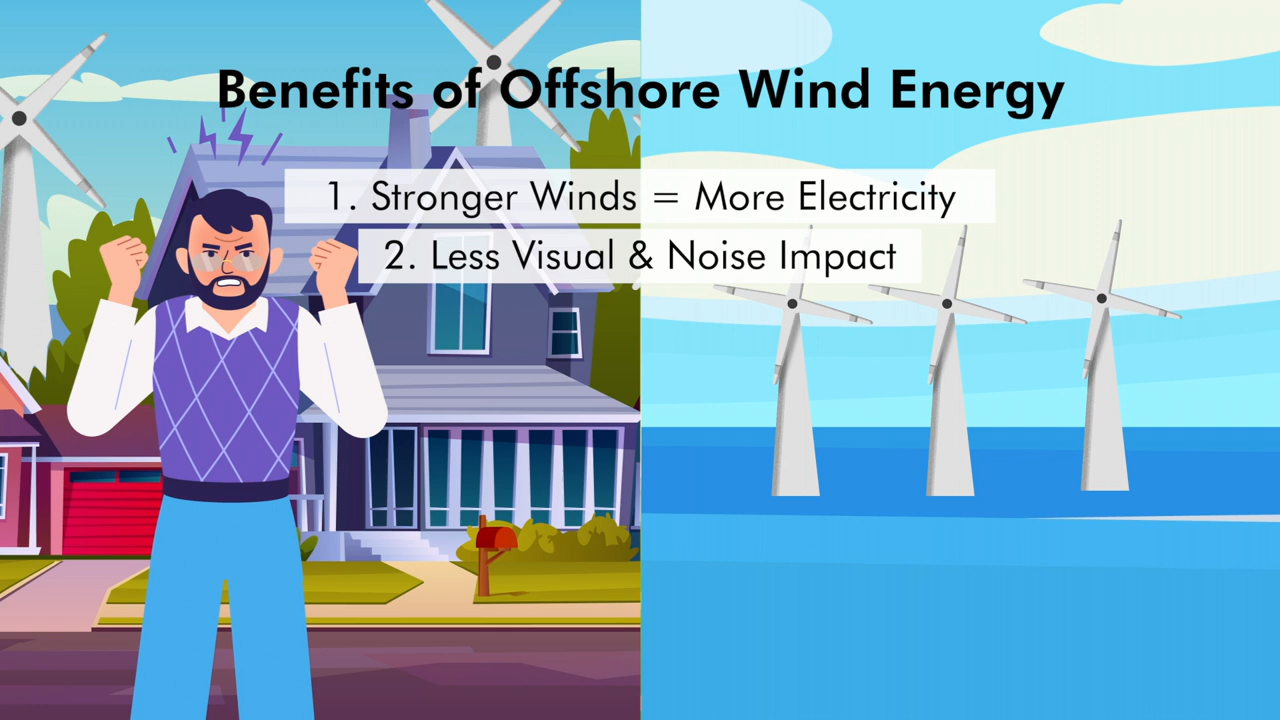 Benefits of Offshore Wind Energy
1. Stronger Winds = More Electricity
2. Less Visual & Noise Impact